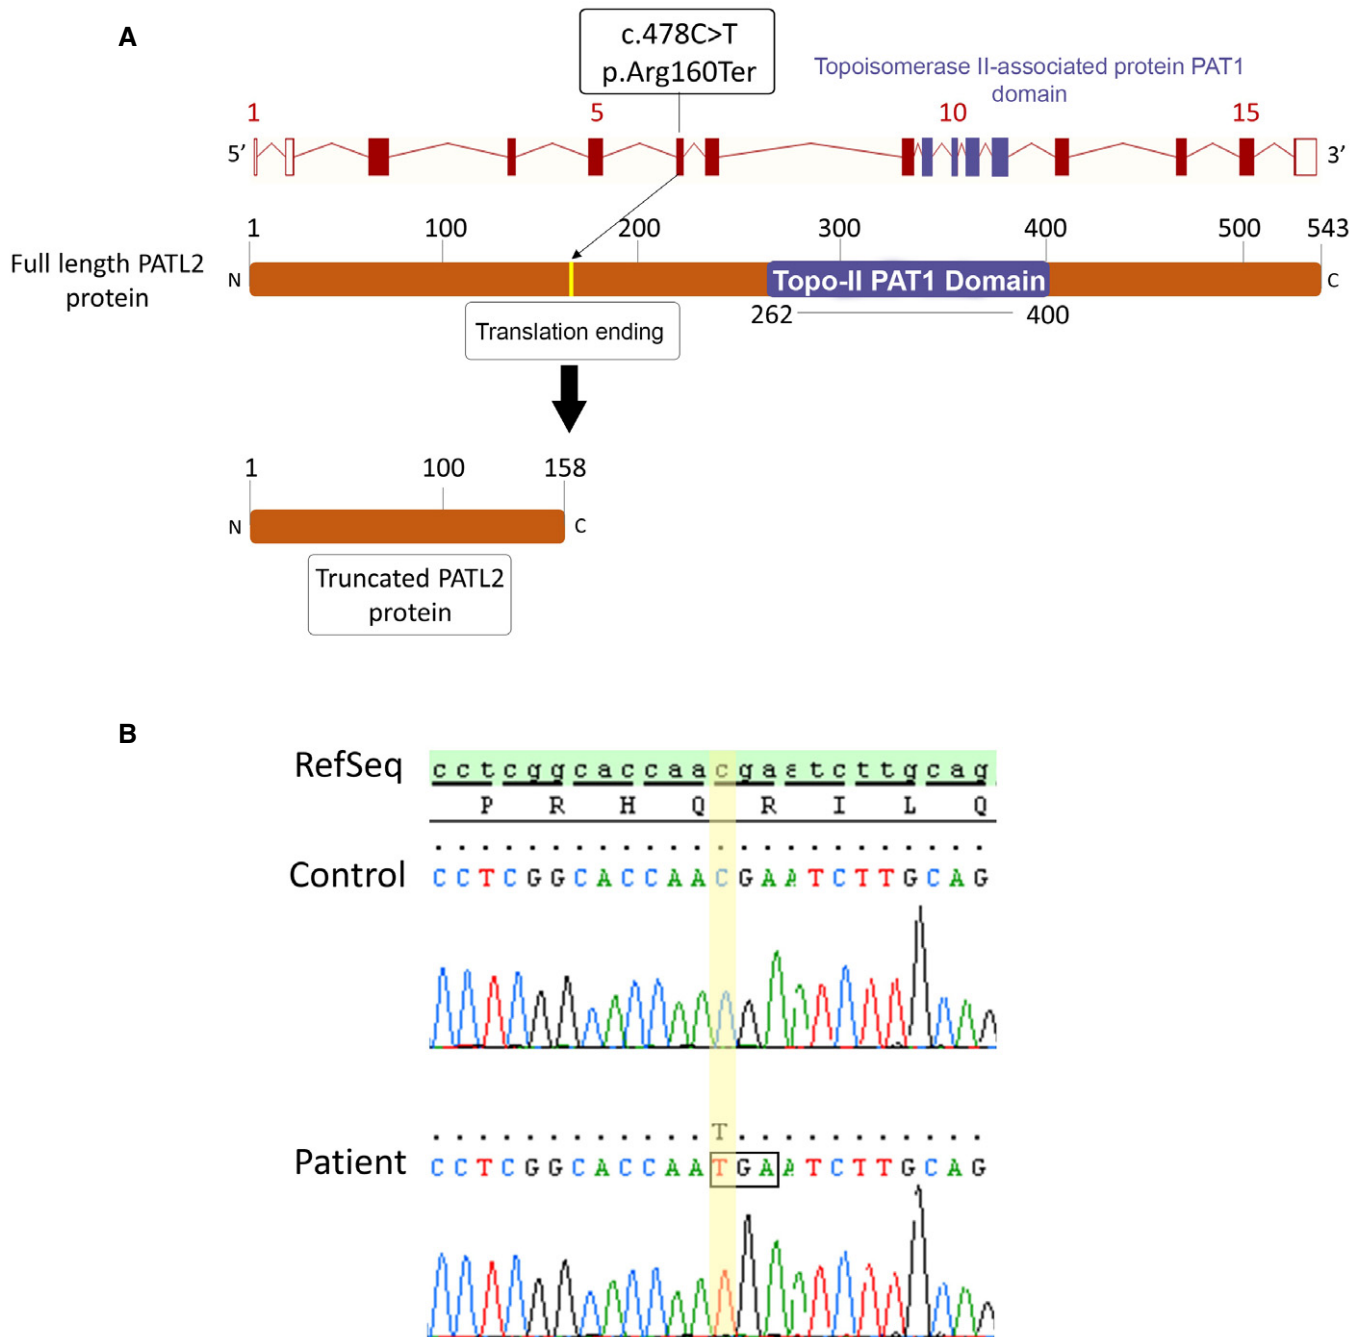 A
c.478C>T
p.Arg160Ter
Topoisomerase II-associated protein PAT1
domain
1 5 10 15
5’ 3’
1 100 200 300 400 500 543
Full length PATL2
protein
N Topo-II PAT1 Domain C
262 400
Translation ending
1 100 158
N C
Truncated PATL2
protein
B
RefSeq cctcggcaccaacgaatcttgcag
P R H Q R I L Q
Control CCTCGGCACCAACGAATCTTGCAG
T
Patient CCTCGGCACCAATGAATCTTGCAG